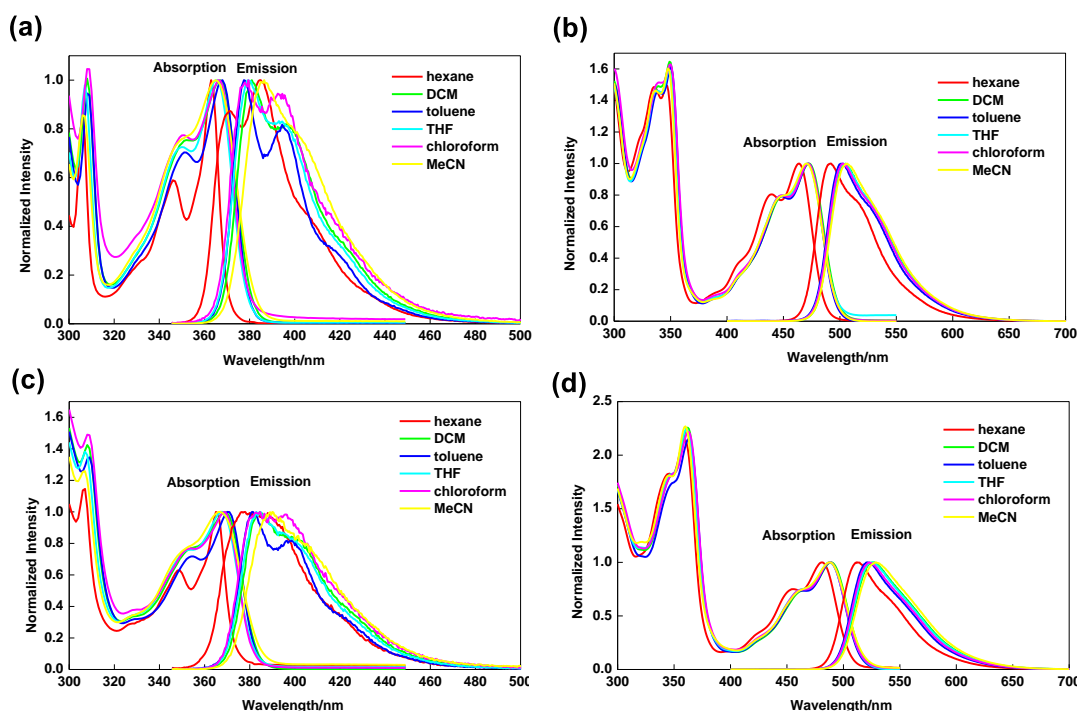 (a)
Normalized Intensity
1.0
0.8
0.6
0.4
0.2
0.0
Absorption Emission
hexane
DCM
toluene
THF
chloroform
MeCN
300 320 340 360 380 400 420 440 460 480 500
Wavelength/nm
(b)
Normalized Intensity
1.6
1.4
1.2
1.0
0.8
0.6
0.4
0.2
0.0
Absorption Emission
hexane
DCM
toluene
THF
chloroform
MeCN
300 350 400 450 500 550 600 650 700
Wavelength/nm
(c)
Normalized Intensity
1.6
1.4
1.2
1.0
0.8
0.6
0.4
0.2
0.0
Absorption Emission
hexane
DCM
toluene
THF
chloroform
MeCN
300 320 340 360 380 400 420 440 460 480 500
Wavelength/nm
(d)
Normalized Intensity
2.5
2.0
1.5
1.0
0.5
0.0
Absorption Emission
hexane
DCM
toluene
THF
chloroform
MeCN
300 350 400 450 500 550 600 650 700
Wavelength/nm